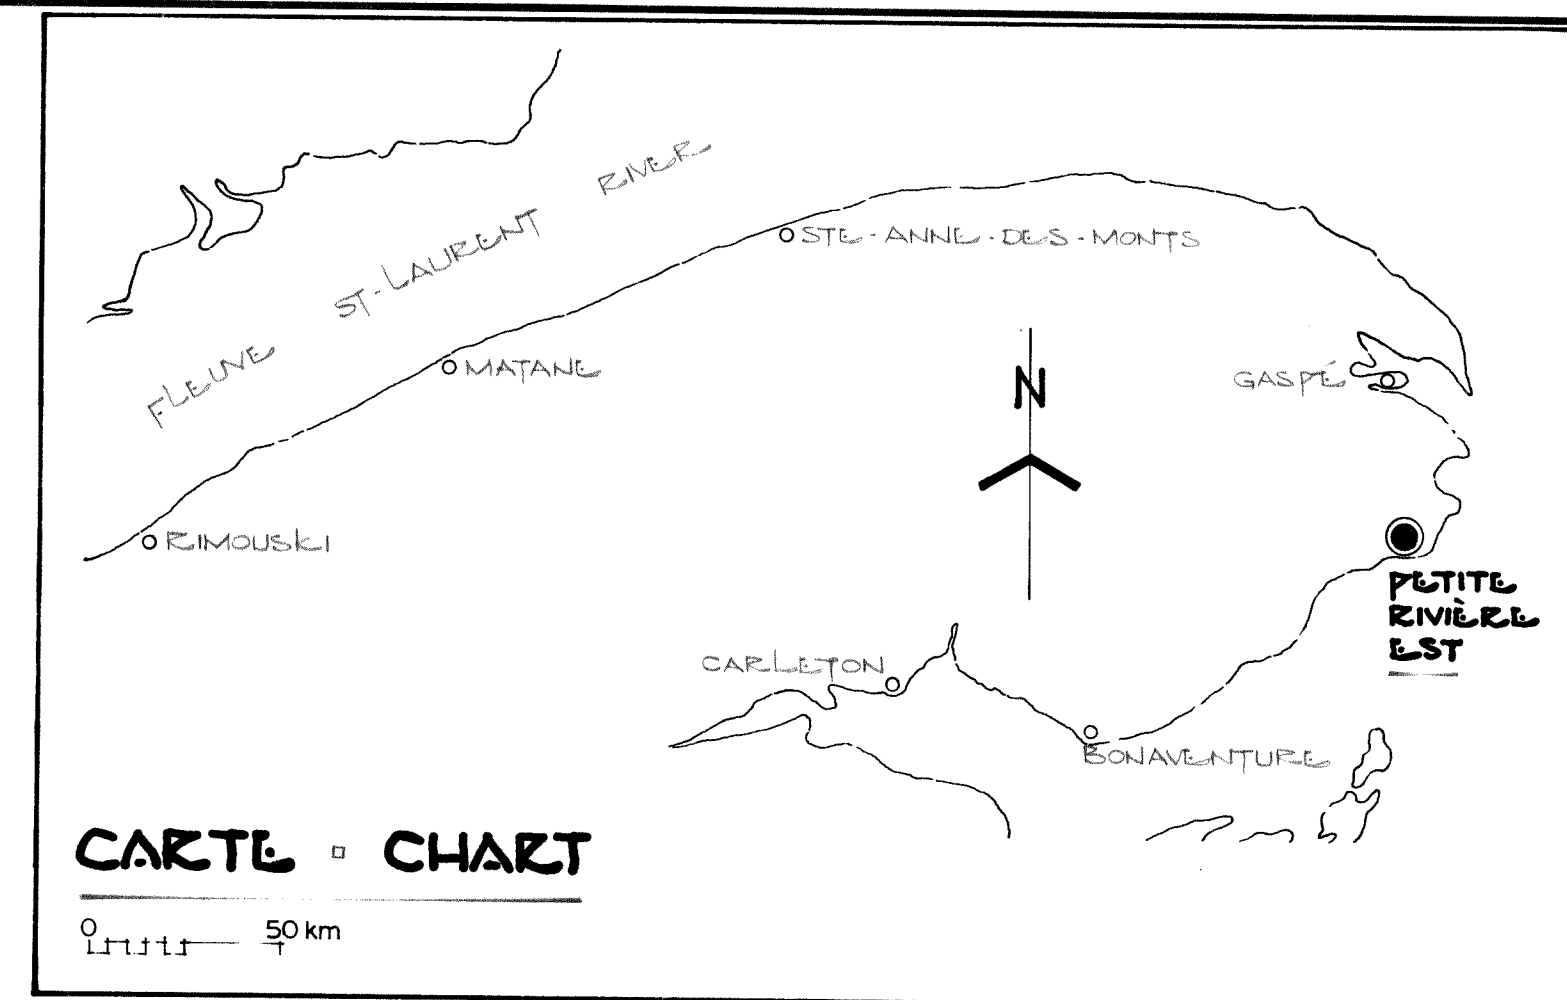 FLEUVE ST-LAURENT RIVER
STE-ANNE-DES-MONTS
MATANE
GASPÉ
N
RIMOUSKI
PETITE
RIVIÈRE
EST
CARLETON
BONAVENTURE
CARTE CHART
0 50 km